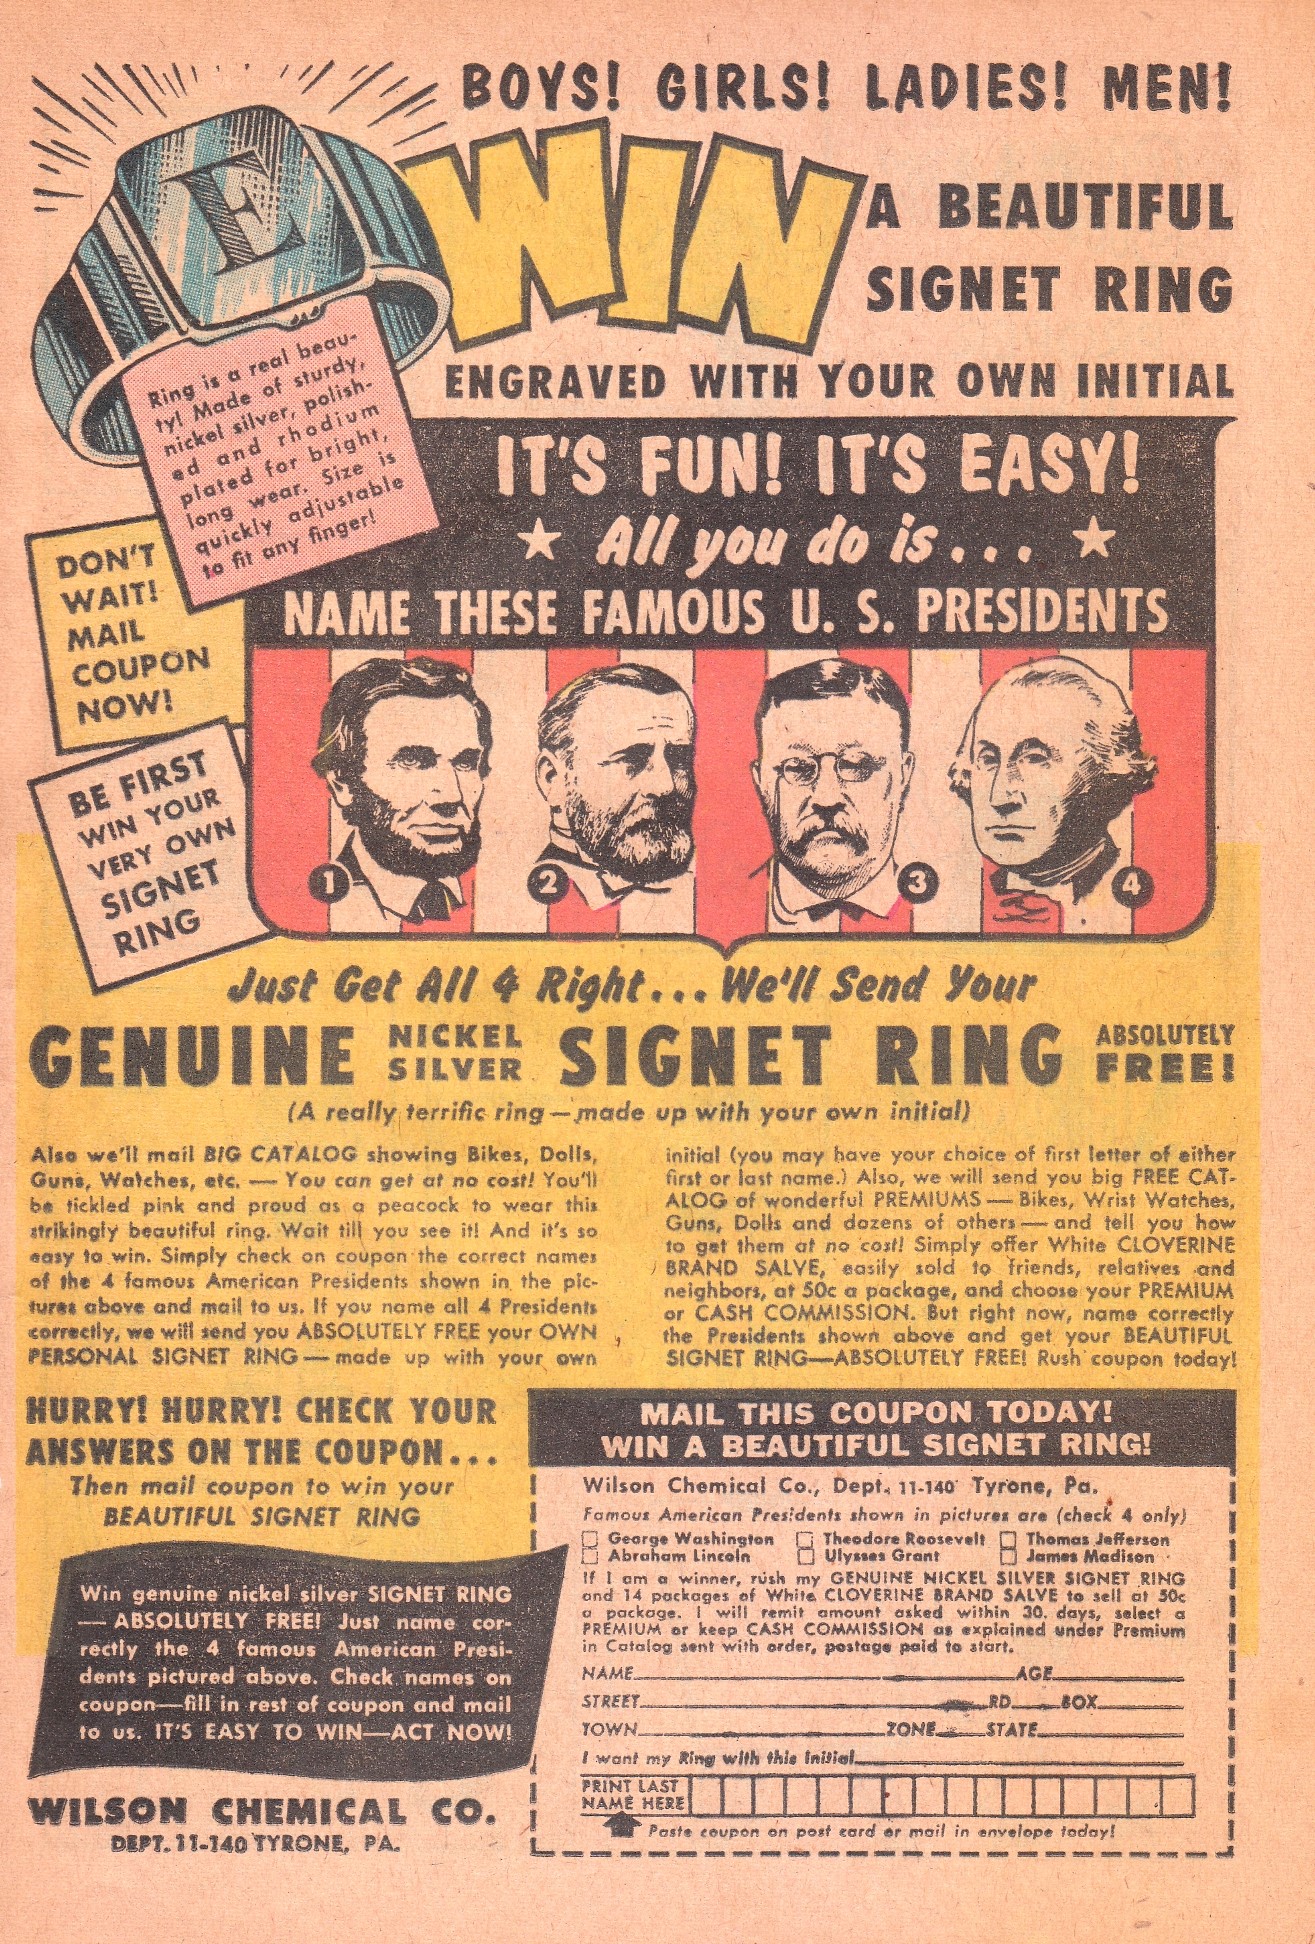 BOYS! GIRLS! LADIES! MEN!
WIN
A BEAUTIFUL
SIGNET RING
ENGRAVED WITH YOUR OWN INITIAL
E
Ring is a real beau-
ty! Made of sturdy,
nickel silver, polish-
ed and rhodium
plated for bright,
long wear. Size is
quickly adjustable
to fit any finger!
DON'T
WAIT!
MAIL
COUPON
NOW!
BE FIRST
WIN YOUR
VERY OWN
SIGNET
RING
IT'S FUN! IT'S EASY!
All you do is...
NAME THESE FAMOUS U. S. PRESIDENTS
1 2 3 4
Just Get All 4 Right... We'll Send Your
GENUINE NICKEL SILVER SIGNET RING ABSOLUTELY FREE!
(A really terrific ring—made up with your own initial)
Also we'll mail BIG CATALOG showing Bikes, Dolls,
Guns, Watches, etc. — You can get at no cost! You'll
be tickled pink and proud as a peacock to wear this
strikingly beautiful ring. Wait till you see it! And it's so
easy to win. Simply check on coupon the correct names
of the 4 famous American Presidents shown in the pic-
tures above and mail to us. If you name all 4 Presidents
correctly, we will send you ABSOLUTELY FREE your OWN
PERSONAL SIGNET RING—made up with your own
initial (you may have your choice of first letter of either
first or last name.) Also, we will send you big FREE CAT-
ALOG of wonderful PREMIUMS—Bikes, Wrist Watches,
Guns, Dolls and dozens of others—and tell you how
to get them at no cost! Simply offer White CLOVERINE
BRAND SALVE, easily sold to friends, relatives and
neighbors, at 50c a package, and choose your PREMIUM
or CASH COMMISSION. But right now, name correctly
the Presidents shown above and get your BEAUTIFUL
SIGNET RING—ABSOLUTELY FREE! Rush coupon today!
HURRY! HURRY! CHECK YOUR
ANSWERS ON THE COUPON...
Then mail coupon to win your
BEAUTIFUL SIGNET RING
Win genuine nickel silver SIGNET RING
—ABSOLUTELY FREE! Just name cor-
rectly the 4 famous American Presi-
dents pictured above. Check names on
coupon—fill in rest of coupon and mail
to us. IT'S EASY TO WIN—ACT NOW!
WILSON CHEMICAL CO.
DEPT. 11-140 TYRONE, PA.
MAIL THIS COUPON TODAY!
WIN A BEAUTIFUL SIGNET RING!
Wilson Chemical Co., Dept. 11-140 Tyrone, Pa.
Famous American Presidents shown in pictures are (check 4 only)
George Washington Theodore Roosevelt Thomas Jefferson
Abraham Lincoln Ulysses Grant James Madison
If I am a winner, rush my GENUINE NICKEL SILVER SIGNET RING
and 14 packages of White CLOVERINE BRAND SALVE to sell at 50c
a package. I will remit amount asked within 30 days, select a
PREMIUM or keep CASH COMMISSION as explained under Premium
in Catalog sent with order, postage paid to start.
NAME AGE
STREET RD BOX
TOWN ZONE STATE
I want my Ring with this Initial
PRINT LAST
NAME HERE
Paste coupon on post card or mail in envelope today!